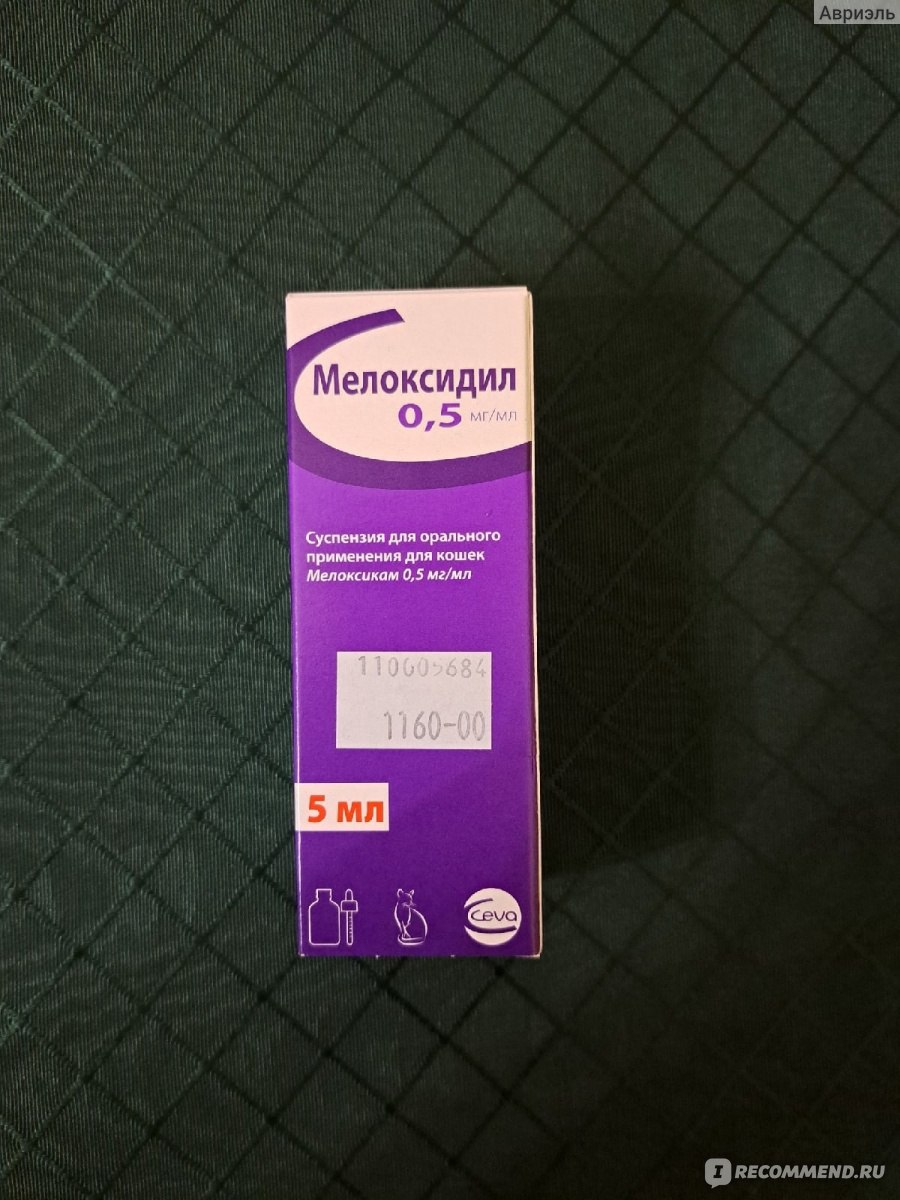 Авриэль
Мелоксидил
0,5 мг/мл
Суспензия для орального
применения для кошек
Мелоксикам 0,5 мг/мл
110005684
1160-00
5 мл
Ceva
IRECOMMEND.RU